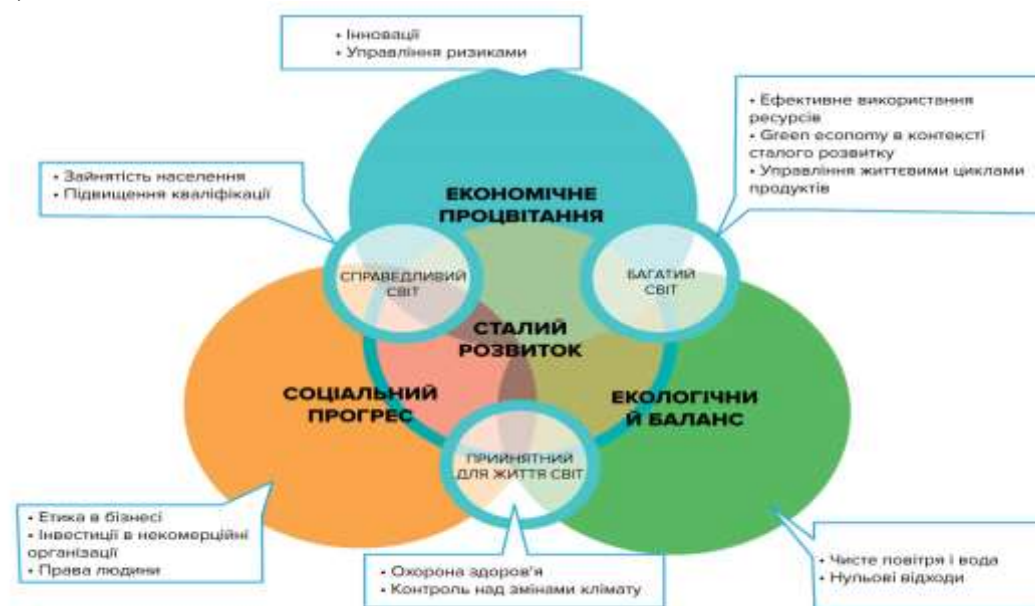 • Інновації
• Управління ризиками
• Ефективне використання
ресурсів
• Green economy в контексті
сталого розвитку
• Управління життєвими циклами
продуктів
• Зайнятість населення
• Підвищення кваліфікації
ЕКОНОМІЧНЕ
ПРОЦВІТАННЯ
СПРАВЕДЛИВИЙ
СВІТ
БАГАТИЙ
СВІТ
СТАЛИЙ
РОЗВИТОК
СОЦІАЛЬНИЙ
ПРОГРЕС
ЕКОЛОГІЧНИ
Й БАЛАНС
ПРИЙНЯТНИЙ
ДЛЯ ЖИТТЯ СВІТ
• Етика в бізнесі
• Інвестиції в некомерційні
організації
• Права людини
• Охорона здоров'я
• Контроль над змінами клімату
• Чисте повітря і вода
• Нульові відходи